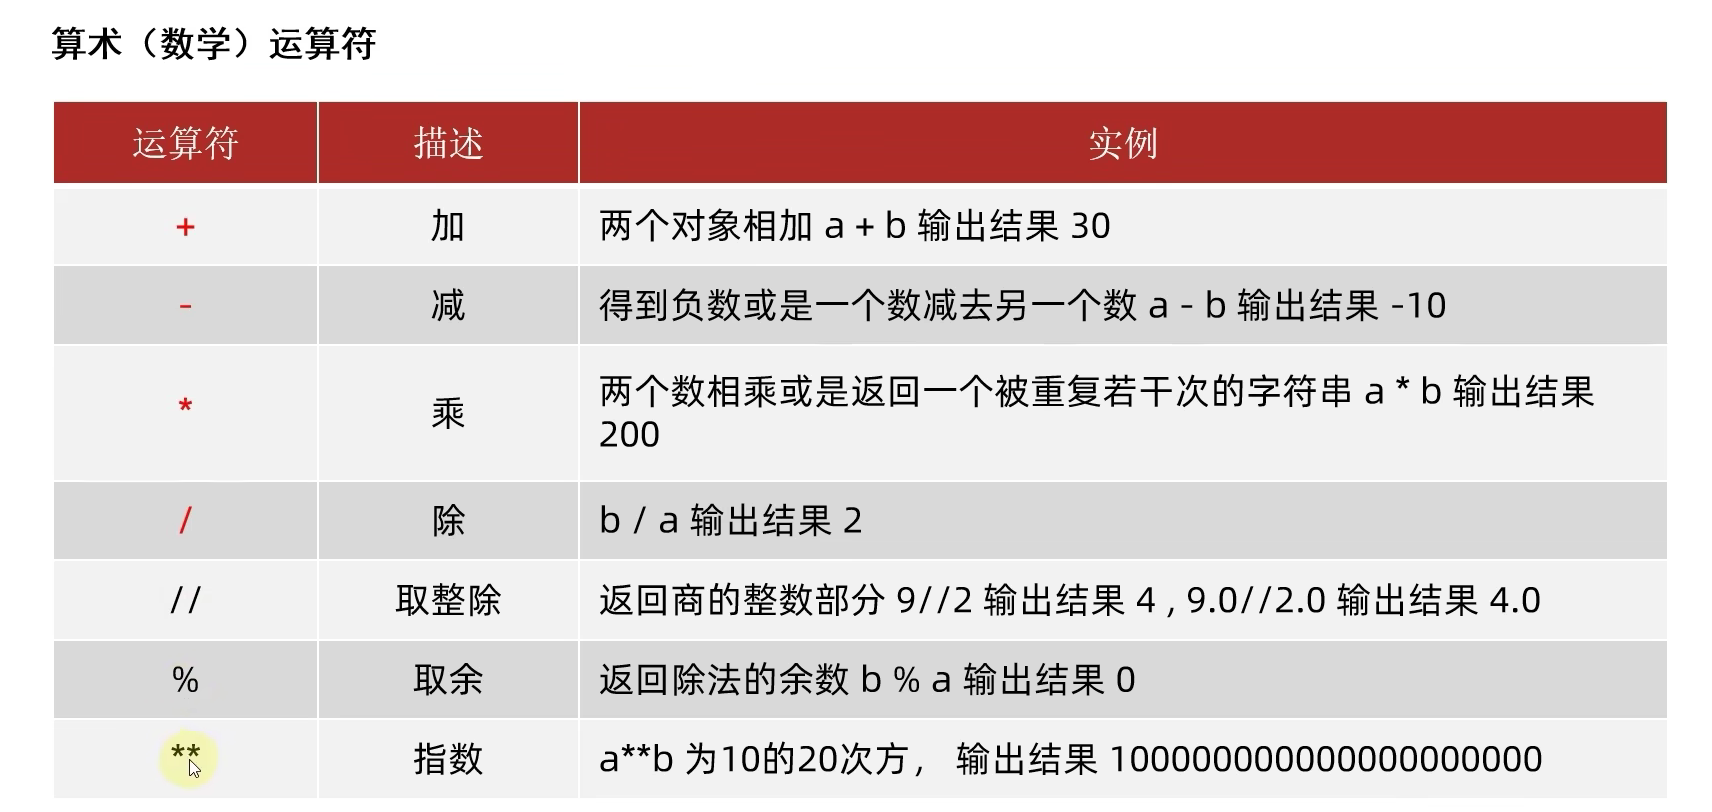 算术（数学）运算符
运算符 描述 实例
+ 加 两个对象相加 a + b 输出结果 30
- 减 得到负数或是一个数减去另一个数 a - b 输出结果 -10
* 乘 两个数相乘或是返回一个被重复若干次的字符串 a * b 输出结果
200
/ 除 b / a 输出结果 2
// 取整除 返回商的整数部分 9//2 输出结果 4 , 9.0//2.0 输出结果 4.0
% 取余 返回除法的余数 b % a 输出结果 0
** 指数 a**b 为10的20次方， 输出结果 100000000000000000000